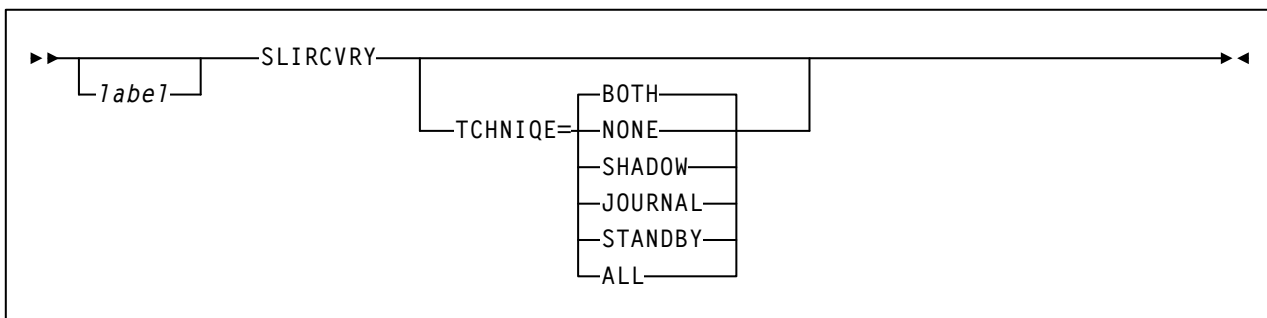 label SLIRCVRY
TCHNIQE= BOTH
NONE
SHADOW
JOURNAL
STANDBY
ALL